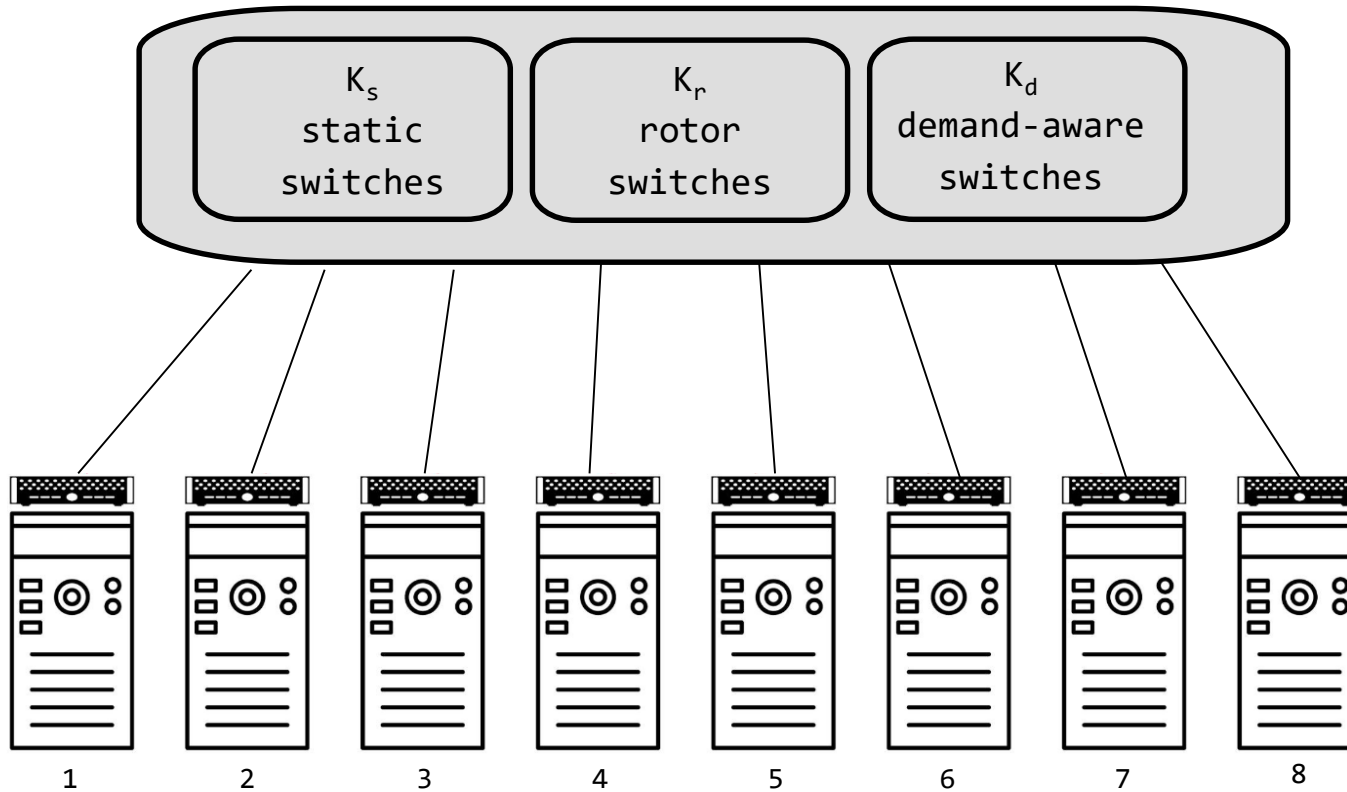 K_s
static
switches
K_r
rotor
switches
K_d
demand-aware
switches
1 2 3 4 5 6 7 8